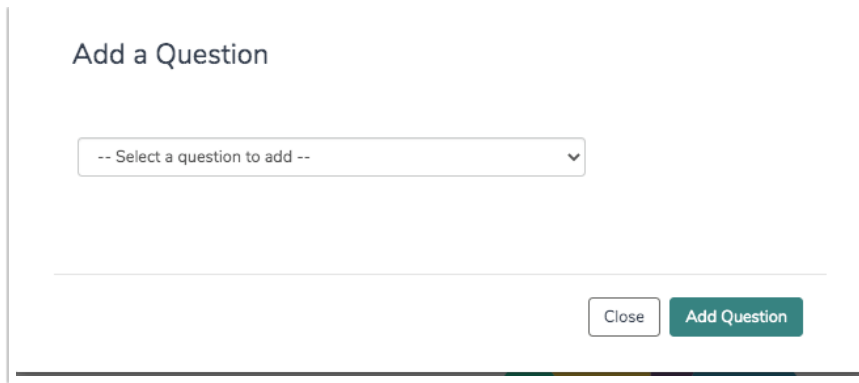 Add a Question
-- Select a question to add --
Close
Add Question